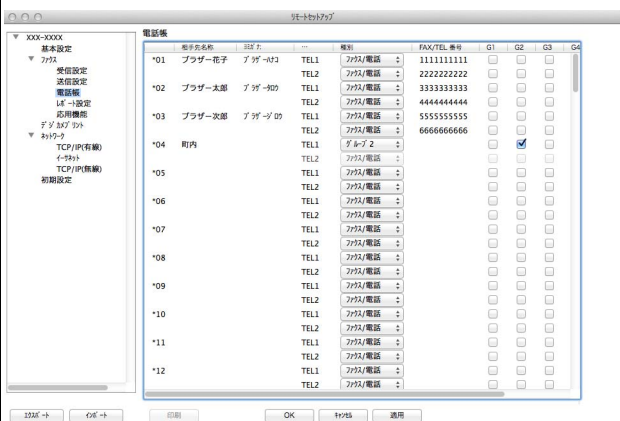 リモートセットアップ
XXX-XXXX
基本設定
ファクス
受信設定
送信設定
電話帳
レポート設定
応用機能
デジカメプリント
ネットワーク
TCP/IP(有線)
イーサネット
TCP/IP(無線)
初期設定
電話帳
相手先名称 ヨミガナ: ... 種別 FAX/TEL 番号 G1 G2 G3 G4
*01 ブラザー花子 ブラザーハナコ TEL1 ファクス/電話 1111111111
TEL2 ファクス/電話 2222222222
*02 ブラザー太郎 ブラザータロウ TEL1 ファクス/電話 3333333333
TEL2 ファクス/電話 4444444444
*03 ブラザー次郎 ブラザージロウ TEL1 ファクス/電話 5555555555
TEL2 ファクス/電話 6666666666
*04 町内 TEL1 グループ2
TEL2 ファクス/電話
*05 TEL1 ファクス/電話
TEL2 ファクス/電話
*06 TEL1 ファクス/電話
TEL2 ファクス/電話
*07 TEL1 ファクス/電話
TEL2 ファクス/電話
*08 TEL1 ファクス/電話
TEL2 ファクス/電話
*09 TEL1 ファクス/電話
TEL2 ファクス/電話
*10 TEL1 ファクス/電話
TEL2 ファクス/電話
*11 TEL1 ファクス/電話
TEL2 ファクス/電話
*12 TEL1 ファクス/電話
TEL2 ファクス/電話
エクスポート インポート 印刷 OK キャンセル 適用